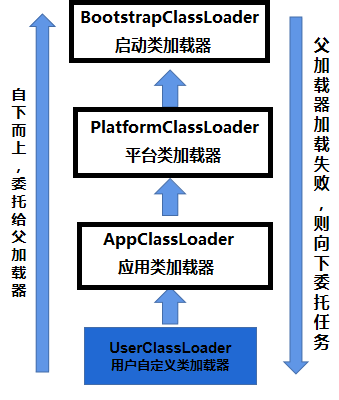 BootstrapClassLoader
启动类加载器
PlatformClassLoader
平台类加载器
AppClassLoader
应用类加载器
UserClassLoader
用户自定义类加载器
自下而上，委托给父加载器
父加载器加载失败，则向下委托任务